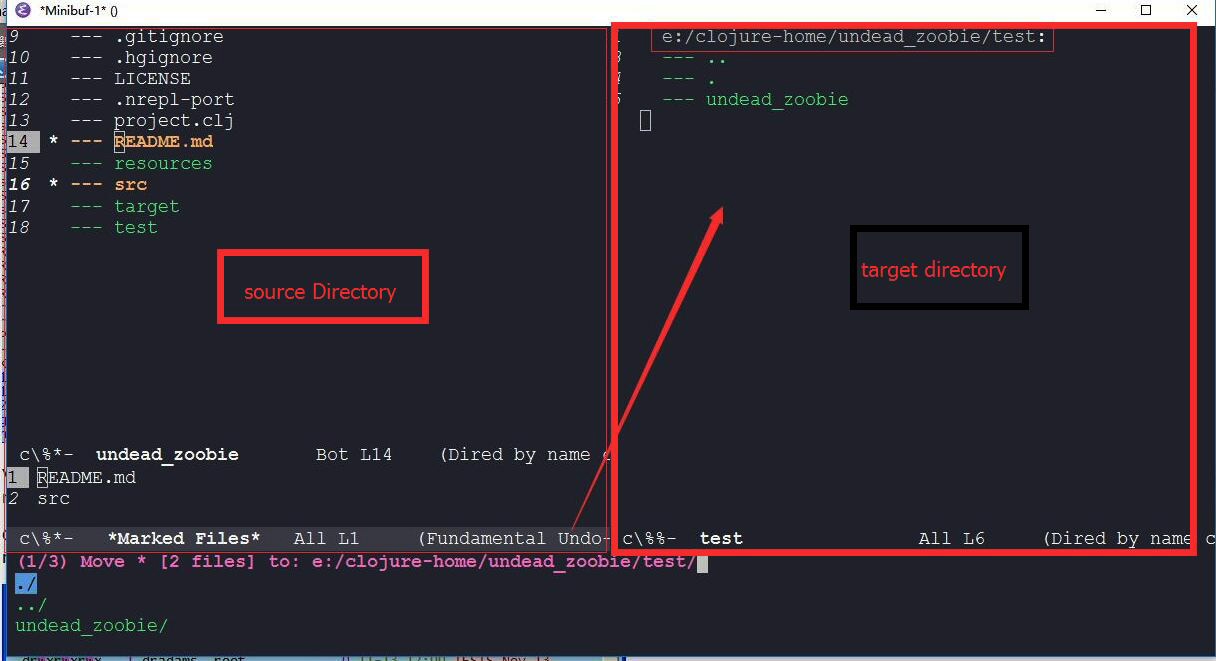 *Minibuf-1* ()
9 --- .gitignore
10 --- .hgignore
11 --- LICENSE
12 --- .nrepl-port
13 --- project.clj
14 * --- README.md
15 --- resources
16 * --- src
17 --- target
18 --- test
source Directory
c\%*- undead_zoobie Bot L14 (Dired by name
1 README.md
2 src
c\%*- *Marked Files* All L1 (Fundamental Undo-
e:/clojure-home/undead_zoobie/test:
--- ..
--- .
--- undead_zoobie
target directory
c\%%- test All L6 (Dired by name c
(1/3) Move * [2 files] to: e:/clojure-home/undead_zoobie/test/
./
../
undead_zoobie/